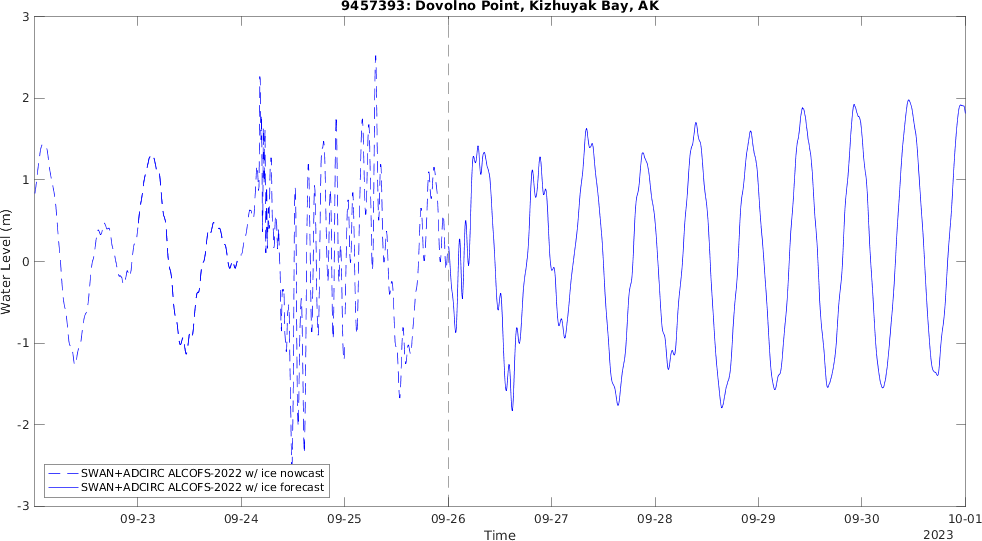 9457393: Dovolno Point, Kizhuyak Bay, AK
3
2
1
0
-1
-2
-3
Water Level (m)
SWAN+ADCIRC ALCOFS-2022 w/ ice nowcast
SWAN+ADCIRC ALCOFS-2022 w/ ice forecast
09-23 09-24 09-25 09-26 09-27 09-28 09-29 09-30 10-01
Time
2023